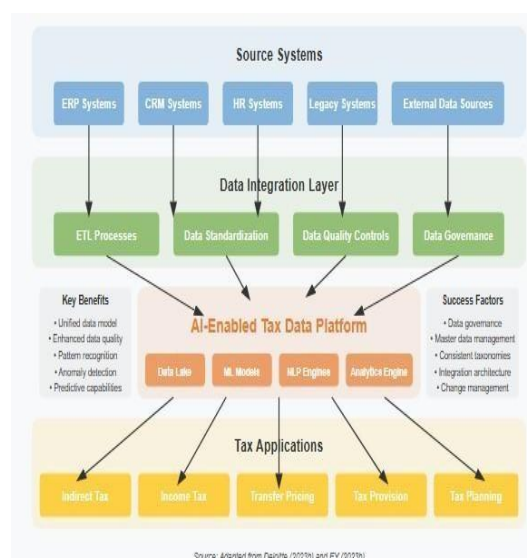 Source Systems
ERP Systems
CRM Systems
HR Systems
Legacy Systems
External Data Sources
Data Integration Layer
ETL Processes
Data Standardization
Data Quality Controls
Data Governance
Key Benefits
• Unified data model
• Enhanced data quality
• Pattern recognition
• Anomaly detection
• Predictive capabilities
AI-Enabled Tax Data Platform
Data Lake
ML Models
NLP Engines
Analytics Engine
Success Factors
• Data governance
• Master data management
• Consistent taxonomies
• Integration architecture
• Change management
Tax Applications
Indirect Tax
Income Tax
Transfer Pricing
Tax Provision
Tax Planning
Source: Adapted from Deloitte (2023b) and EY (2023b)